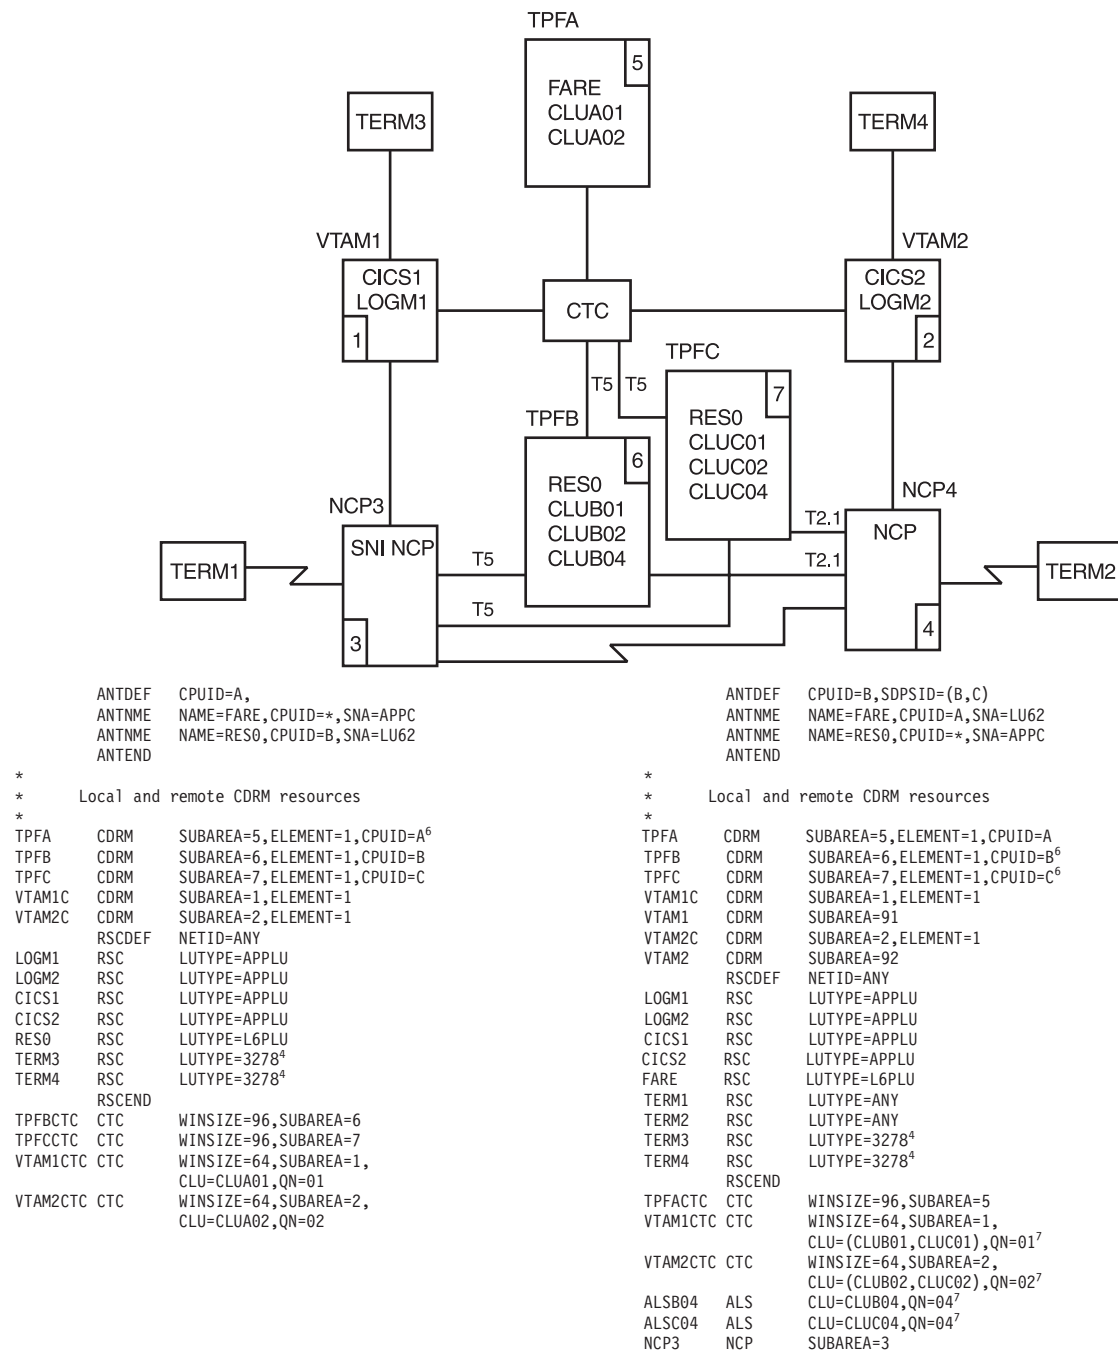 TPFA
5
FARE
CLUA01
CLUA02
TERM3
TERM4
VTAM1
VTAM2
CICS1
LOGM1
1
CTC
CICS2
LOGM2
2
T5
T5
TPFC
7
RES0
CLUC01
CLUC02
CLUC04
TPFB
6
RES0
CLUB01
CLUB02
CLUB04
NCP3
NCP4
SNI NCP
3
NCP
4
T2.1
T5
T2.1
T5
TERM1
TERM2
ANTDEF CPUID=A,
ANTNME NAME=FARE,CPUID=*,SNA=APPC
ANTNME NAME=RES0,CPUID=B,SNA=LU62
ANTEND
*
* Local and remote CDRM resources
*
TPFA CDRM SUBAREA=5,ELEMENT=1,CPUID=A⁶
TPFB CDRM SUBAREA=6,ELEMENT=1,CPUID=B
TPFC CDRM SUBAREA=7,ELEMENT=1,CPUID=C
VTAM1C CDRM SUBAREA=1,ELEMENT=1
VTAM2C CDRM SUBAREA=2,ELEMENT=1
RSCDEF NETID=ANY
LOGM1 RSC LUTYPE=APPLU
LOGM2 RSC LUTYPE=APPLU
CICS1 RSC LUTYPE=APPLU
CICS2 RSC LUTYPE=APPLU
RES0 RSC LUTYPE=L6PLU
TERM3 RSC LUTYPE=3278⁴
TERM4 RSC LUTYPE=3278⁴
RSCEND
TPFBCTC CTC WINSIZE=96,SUBAREA=6
TPFCCTC CTC WINSIZE=96,SUBAREA=7
VTAM1CTC CTC WINSIZE=64,SUBAREA=1,
CLU=CLUA01,QN=01
VTAM2CTC CTC WINSIZE=64,SUBAREA=2,
CLU=CLUA02,QN=02
ANTDEF CPUID=B,SDPSID=(B,C)
ANTNME NAME=FARE,CPUID=A,SNA=LU62
ANTNME NAME=RES0,CPUID=*,SNA=APPC
ANTEND
*
* Local and remote CDRM resources
*
TPFA CDRM SUBAREA=5,ELEMENT=1,CPUID=A
TPFB CDRM SUBAREA=6,ELEMENT=1,CPUID=B⁶
TPFC CDRM SUBAREA=7,ELEMENT=1,CPUID=C⁶
VTAM1C CDRM SUBAREA=1,ELEMENT=1
VTAM1 CDRM SUBAREA=91
VTAM2C CDRM SUBAREA=2,ELEMENT=1
VTAM2 CDRM SUBAREA=92
RSCDEF NETID=ANY
LOGM1 RSC LUTYPE=APPLU
LOGM2 RSC LUTYPE=APPLU
CICS1 RSC LUTYPE=APPLU
CICS2 RSC LUTYPE=APPLU
FARE RSC LUTYPE=L6PLU
TERM1 RSC LUTYPE=ANY
TERM2 RSC LUTYPE=ANY
TERM3 RSC LUTYPE=3278⁴
TERM4 RSC LUTYPE=3278⁴
RSCEND
TPFACTC CTC WINSIZE=96,SUBAREA=5
VTAM1CTC CTC WINSIZE=64,SUBAREA=1,
CLU=(CLUB01,CLUC01),QN=01⁷
VTAM2CTC CTC WINSIZE=64,SUBAREA=2,
CLU=(CLUB02,CLUC02),QN=02⁷
ALSB04 ALS CLU=CLUB04,QN=04⁷
ALSC04 ALS CLU=CLUC04,QN=04⁷
NCP3 NCP SUBAREA=3